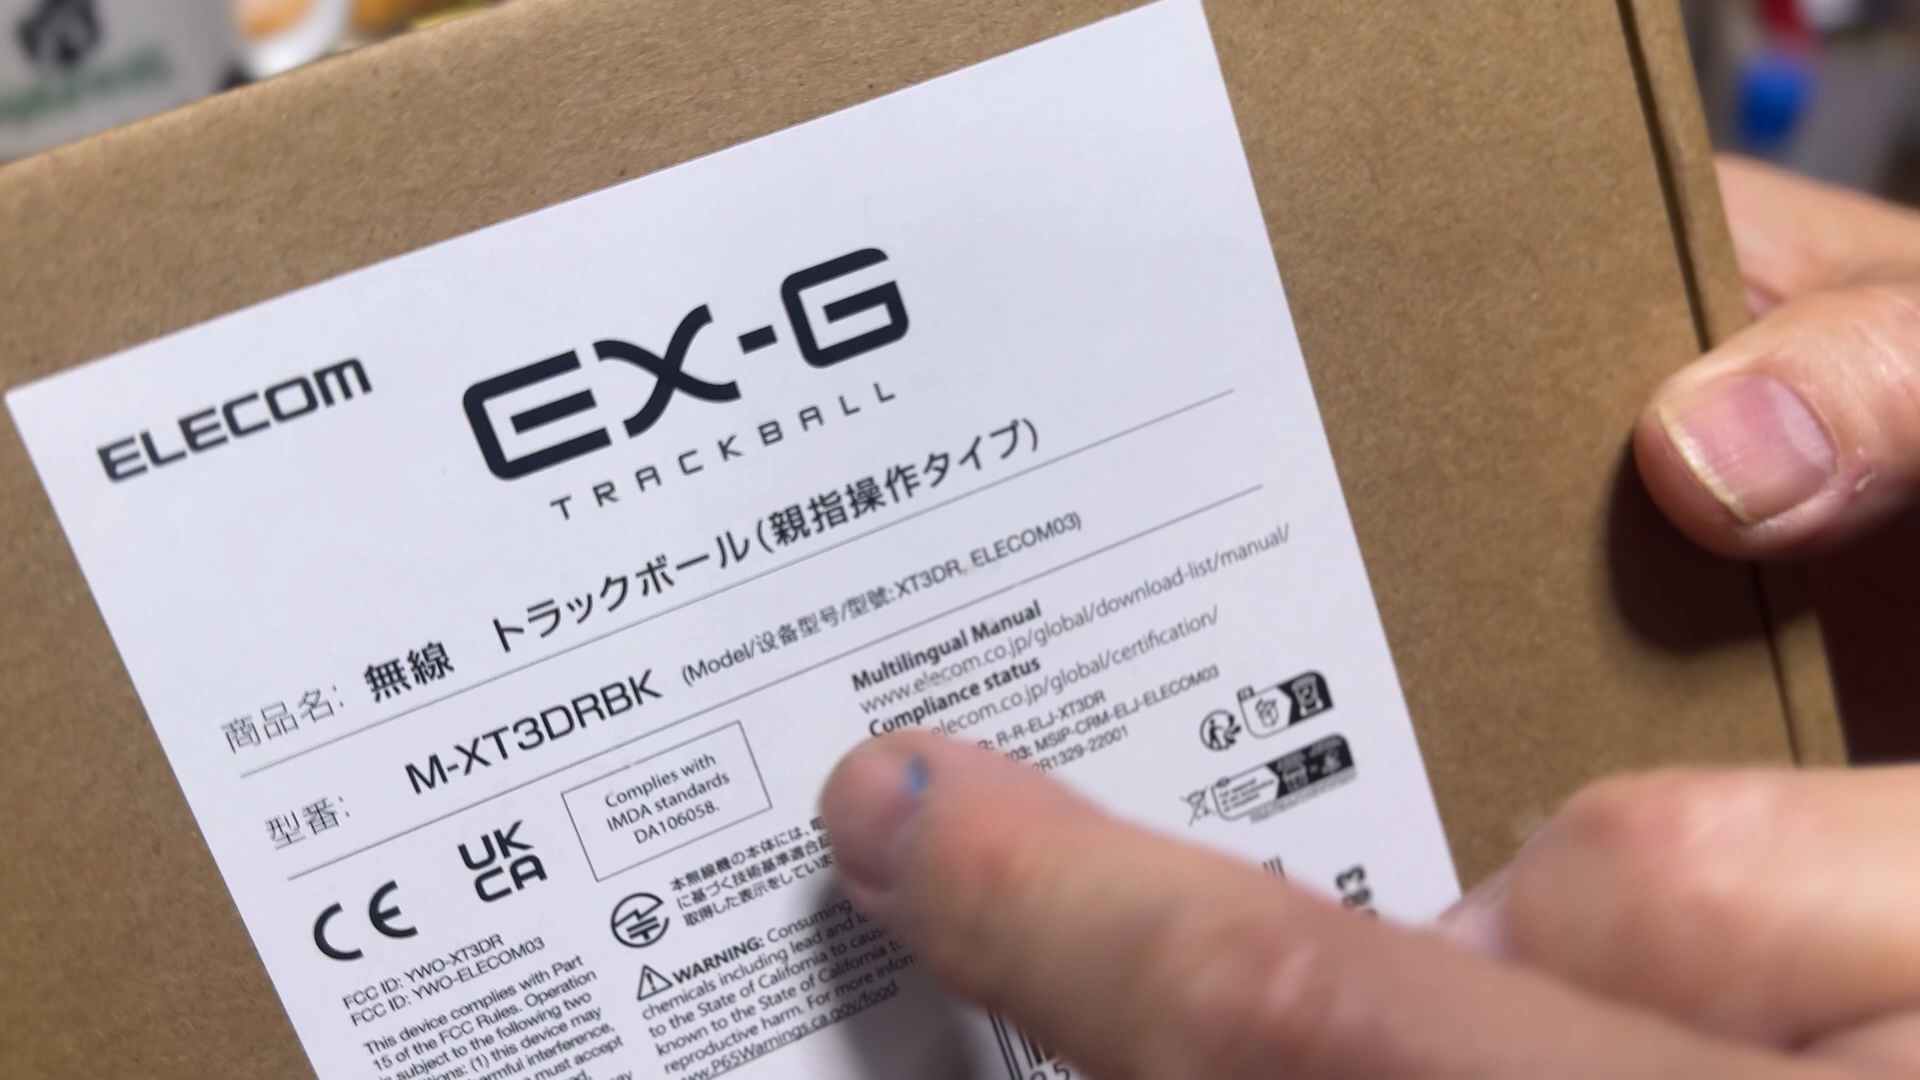 ELECOM
EX-G
TRACKBALL
商品名: 無線 トラックボール(親指操作タイプ)
型番: M-XT3DRBK (Model/设备型号/型號:XT3DR, ELECOM03)
CE
UK
CA
Complies with
IMDA standards
DA106058.
Multilingual Manual
www.elecom.co.jp/global/download-list/manual/
Compliance status
elecom.co.jp/global/certification/
R-R-ELJ-XT3DR
MSIP-CRM-ELJ-ELECOM03
R1329-22001
本無線機の本体には、
に基づく技術基準適合
取得した表示をしていま
FCC ID: YWO-XT3DR
FCC ID: YWO-ELECOM03
This device complies with Part
15 of the FCC Rules. Operation
is subject to the following two
(1) this device may
interference,
must accept
WARNING: Consuming
chemicals including lead and
to the State of California to
known to the State of California
reproductive harm. For more
P65Warnings.ca.gov/food